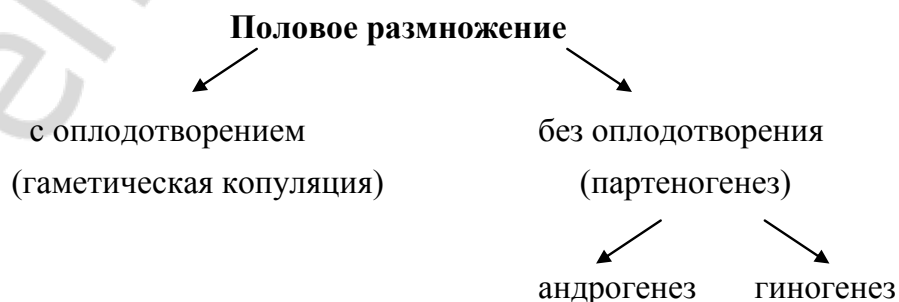 Половое размножение
с оплодотворением без оплодотворения
(гаметическая копуляция) (партеногенез)
андрогенез гиногенез